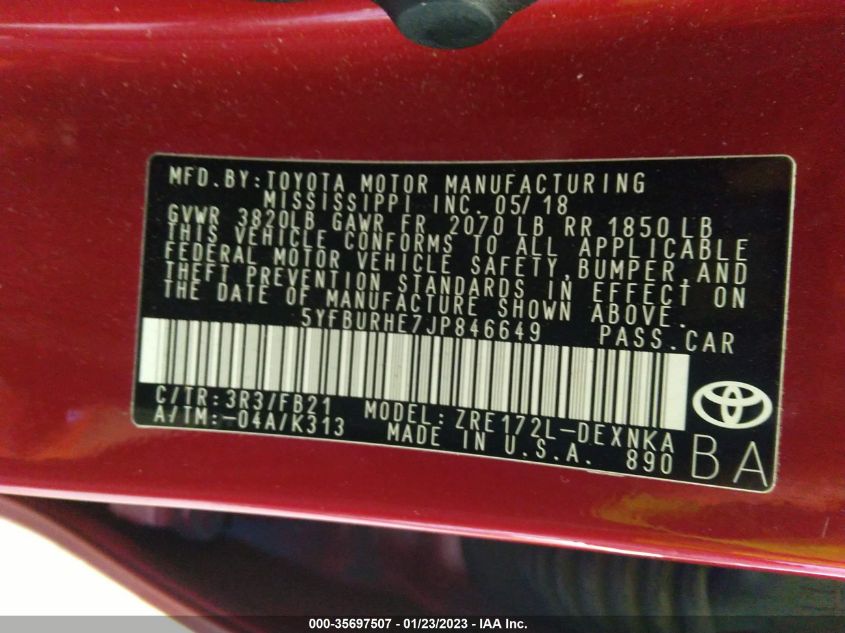 MFD.BY:TOYOTA MOTOR MANUFACTURING
MISSISSIPPI INC. 05/18
GVWR 3820LB GAWR FR 2070 LB RR 1850 LB
THIS VEHICLE CONFORMS TO ALL APPLICABLE
FEDERAL MOTOR VEHICLE SAFETY, BUMPER, AND
THEFT PREVENTION STANDARDS IN EFFECT ON
THE DATE OF MANUFACTURE SHOWN ABOVE.
5YFBURHE7JP846649 PASS.CAR
C/TR:3R3/FB21 MODEL:ZRE172L-DEXNKA
A/TM:-04A/K313 MADE IN U.S.A. 890
BA
000-35697507 - 01/23/2023 - IAA Inc.